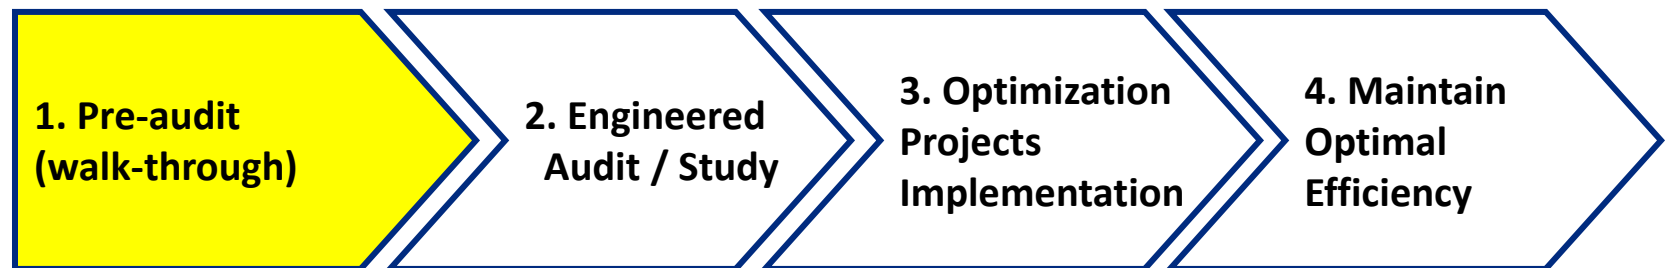 1. Pre-audit
(walk-through)
2. Engineered
Audit / Study
3. Optimization
Projects
Implementation
4. Maintain
Optimal
Efficiency